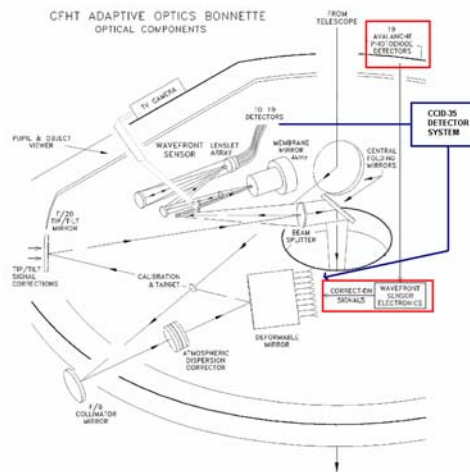 CFHT ADAPTIVE OPTICS BONNETTE
OPTICAL COMPONENTS
FROM
TELESCOPE
19
AVALANCHE
PHOTODIODE
DETECTORS
TV CAMERA
TO 19
DETECTORS
CCID-35
DETECTOR
SYSTEM
PUPIL & OBJECT
VIEWER
WAVEFRONT
SENSOR
LENSLET
ARRAY
MEMBRANE
MIRROR
CENTRAL
FOLDING
MIRRORS
F/20
TIP/TILT
MIRROR
BEAM
SPLITTER
TIP/TILT
SIGNAL
CORRECTIONS
CALIBRATION
& TARGET
CORRECTION
SIGNALS
WAVEFRONT
SENSOR
ELECTRONICS
DEFORMABLE
MIRROR
ATMOSPHERIC
DISPERSION
CORRECTOR
F/8
COLLIMATOR
MIRROR